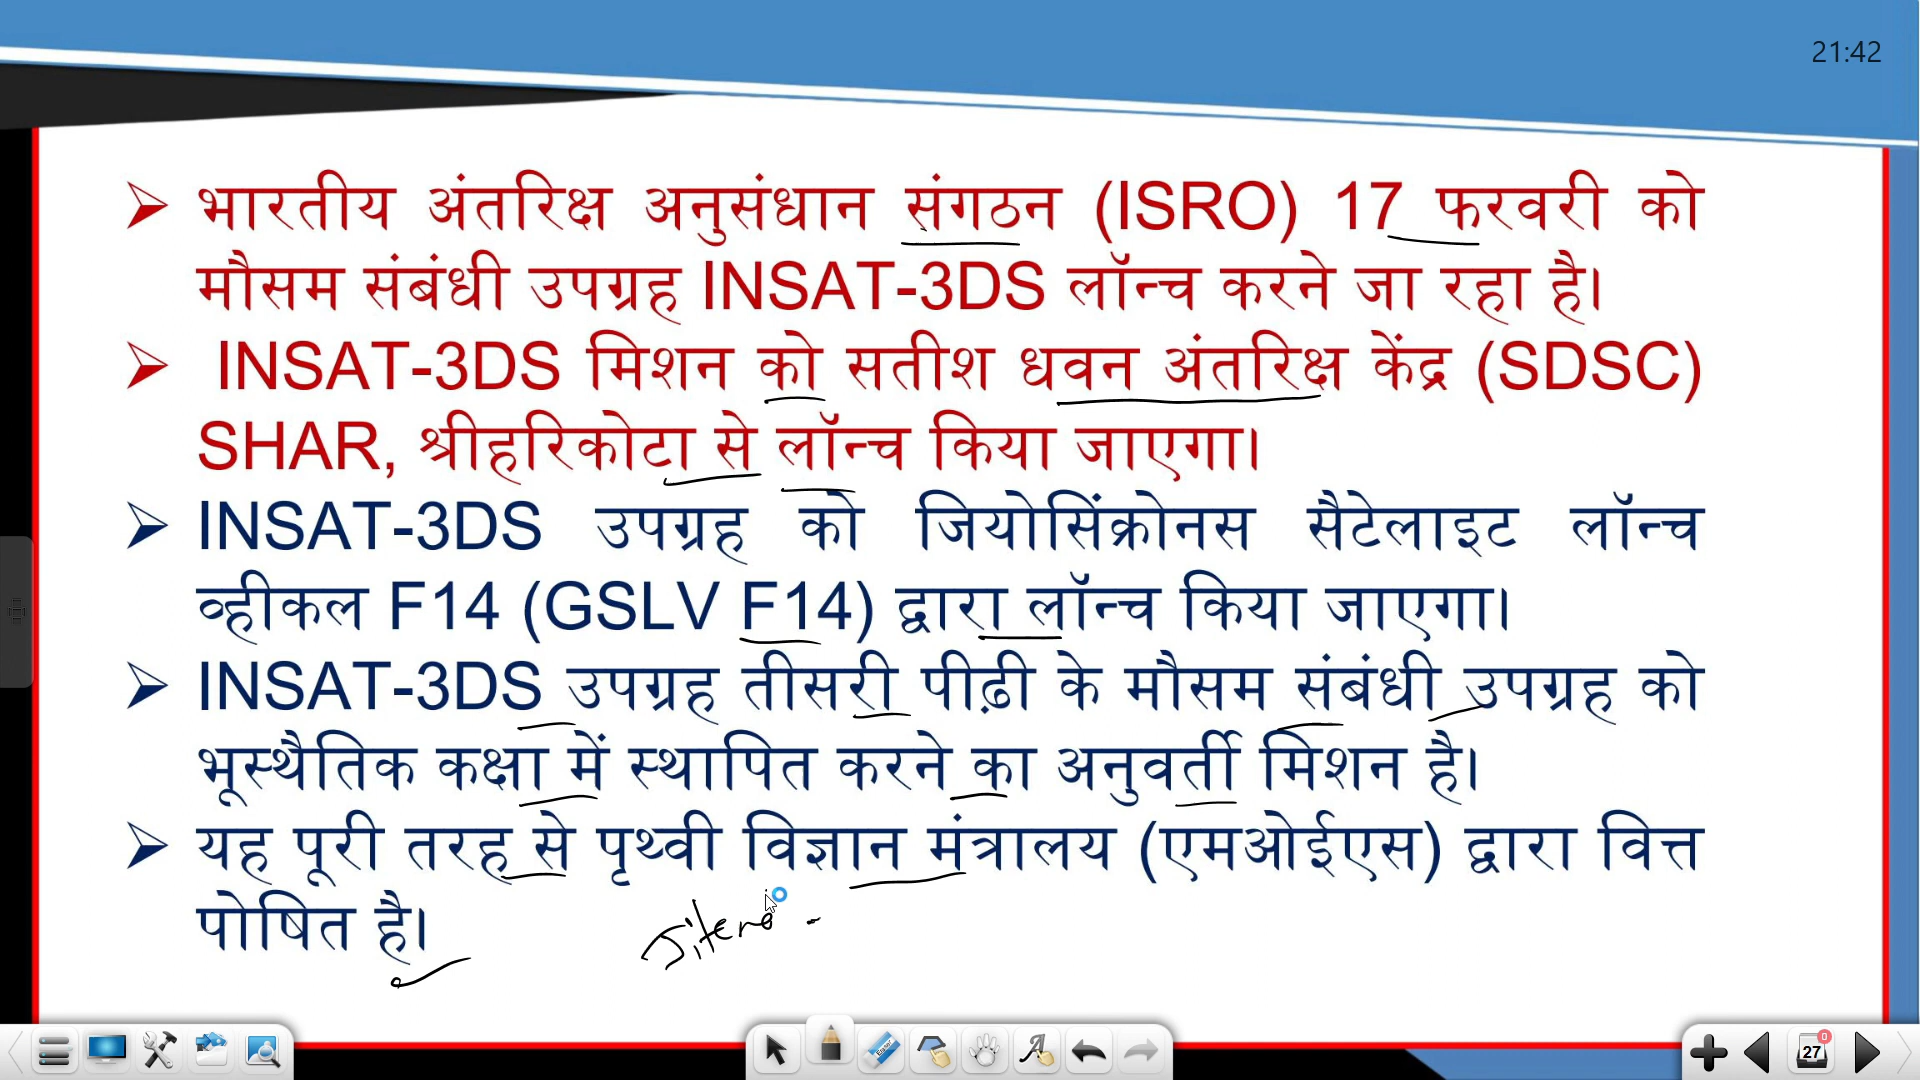 21:42
➢ भारतीय अंतरिक्ष अनुसंधान संगठन (ISRO) 17 फरवरी को
मौसम संबंधी उपग्रह INSAT-3DS लॉन्च करने जा रहा है।
➢ INSAT-3DS मिशन को सतीश धवन अंतरिक्ष केंद्र (SDSC)
SHAR, श्रीहरिकोटा से लॉन्च किया जाएगा।
➢ INSAT-3DS उपग्रह को जियोसिंक्रोनस सैटेलाइट लॉन्च
व्हीकल F14 (GSLV F14) द्वारा लॉन्च किया जाएगा।
➢ INSAT-3DS उपग्रह तीसरी पीढ़ी के मौसम संबंधी उपग्रह को
भूस्थैतिक कक्षा में स्थापित करने का अनुवर्ती मिशन है।
➢ यह पूरी तरह से पृथ्वी विज्ञान मंत्रालय (एमओईएस) द्वारा वित्त
पोषित है।
27
0